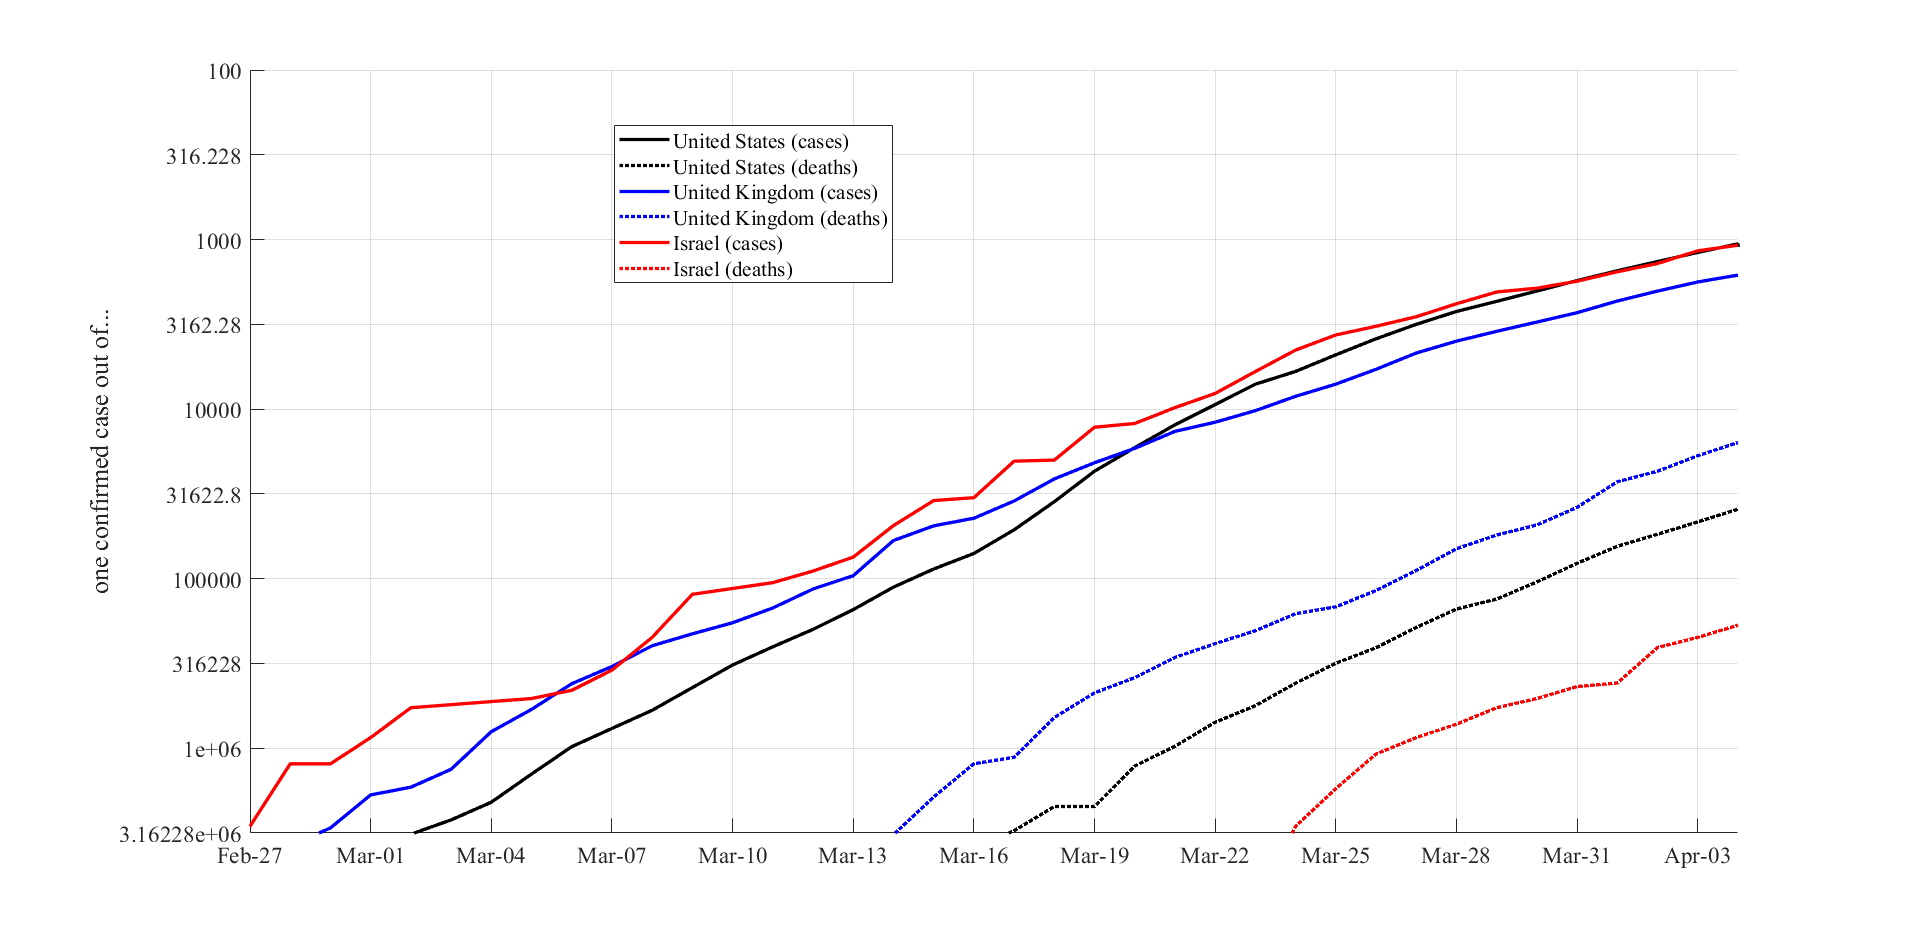 100
316.228
1000
3162.28
10000
31622.8
100000
316228
1e+06
3.16228e+06
one confirmed case out of...
United States (cases)
United States (deaths)
United Kingdom (cases)
United Kingdom (deaths)
Israel (cases)
Israel (deaths)
Feb-27 Mar-01 Mar-04 Mar-07 Mar-10 Mar-13 Mar-16 Mar-19 Mar-22 Mar-25 Mar-28 Mar-31 Apr-03